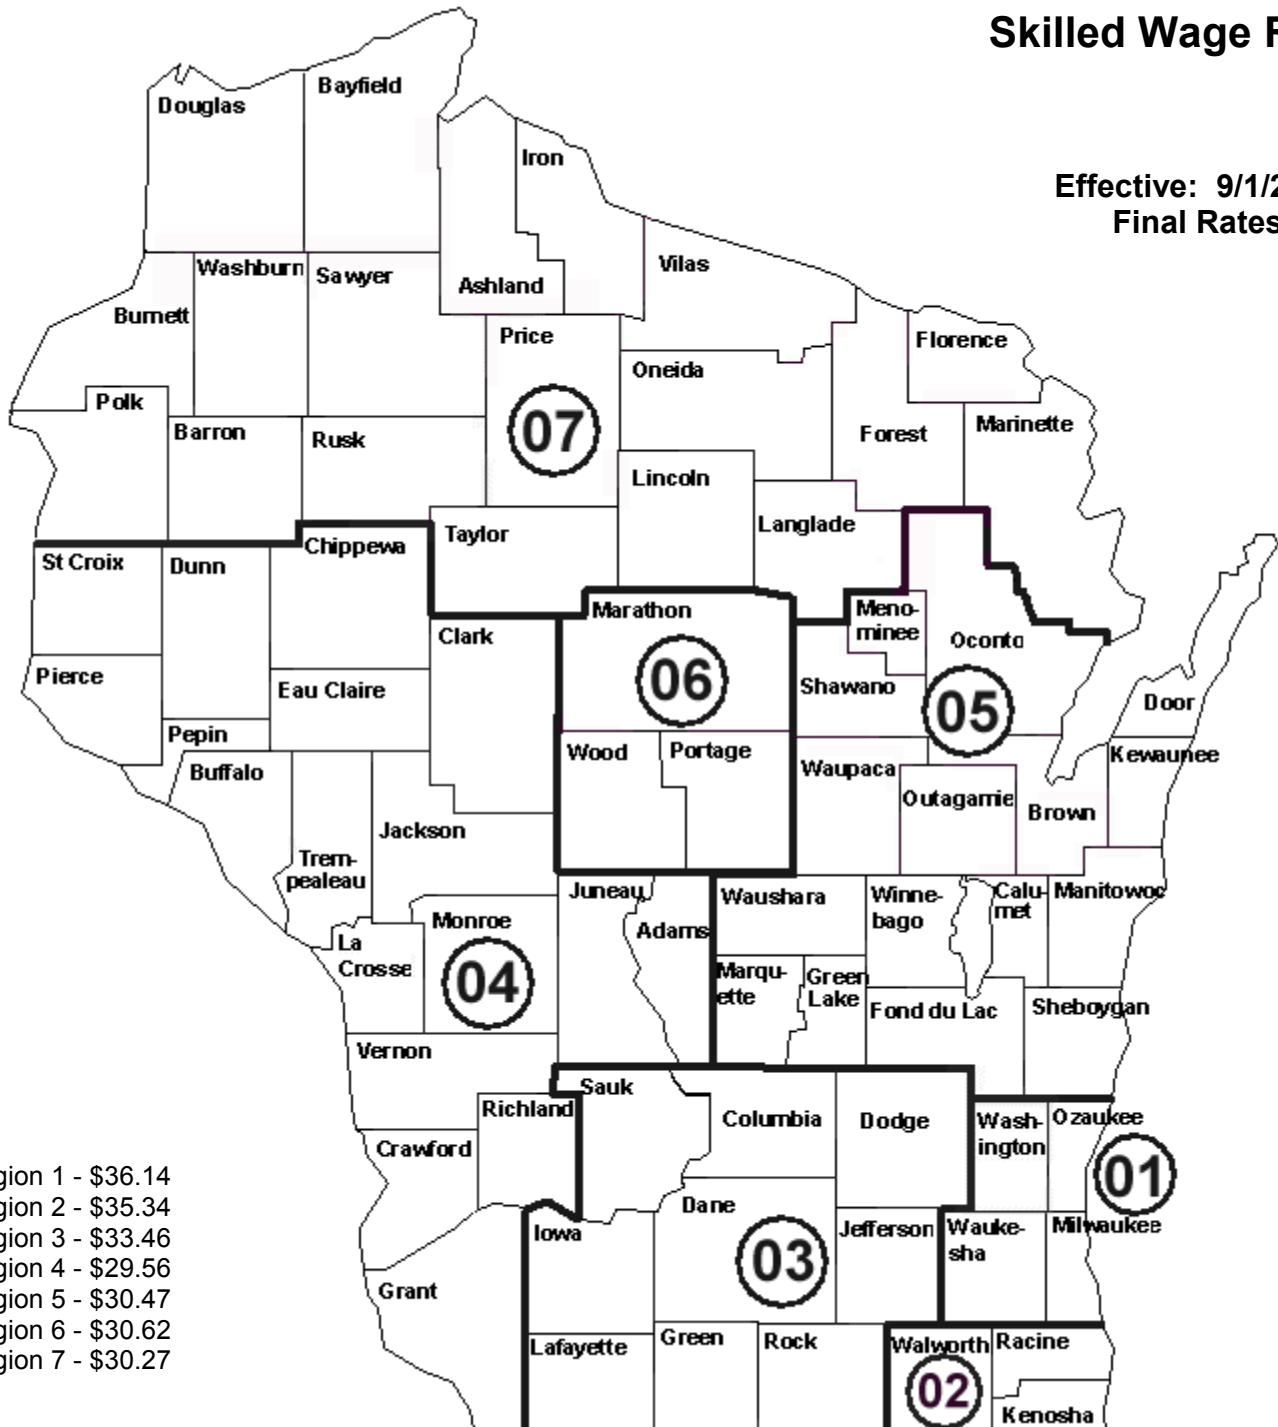 Skilled Wage R
Effective: 9/1/2
Final Rates
Douglas
Bayfield
Iron
Vilas
Ashland
Washburn
Sawyer
Burnett
Price
Florence
Oneida
Polk
Barron
Rusk
07
Forest
Marinette
Lincoln
Langlade
Taylor
Chippewa
St Croix
Dunn
Marathon
Meno-
minee
Oconto
Clark
06
Pierce
Eau Claire
Shawano
05
Door
Pepin
Buffalo
Wood
Portage
Waupaca
Kewaunee
Outagamie
Brown
Jackson
Trem-
pealeau
Juneau
Adams
Waushara
Winne-
bago
Calu-
met
Manitowoc
Monroe
La
Crosse
04
Marqu-
ette
Green
Lake
Fond du Lac
Sheboygan
Vernon
Sauk
Richland
Columbia
Dodge
Wash-
ington
Ozaukee
Crawford
01
Dane
Iowa
Jefferson
Wauke-
sha
Milwaukee
03
Grant
Lafayette
Green
Rock
Walworth
Racine
02
Kenosha
gion 1 - $36.14
gion 2 - $35.34
gion 3 - $33.46
gion 4 - $29.56
gion 5 - $30.47
gion 6 - $30.62
gion 7 - $30.27